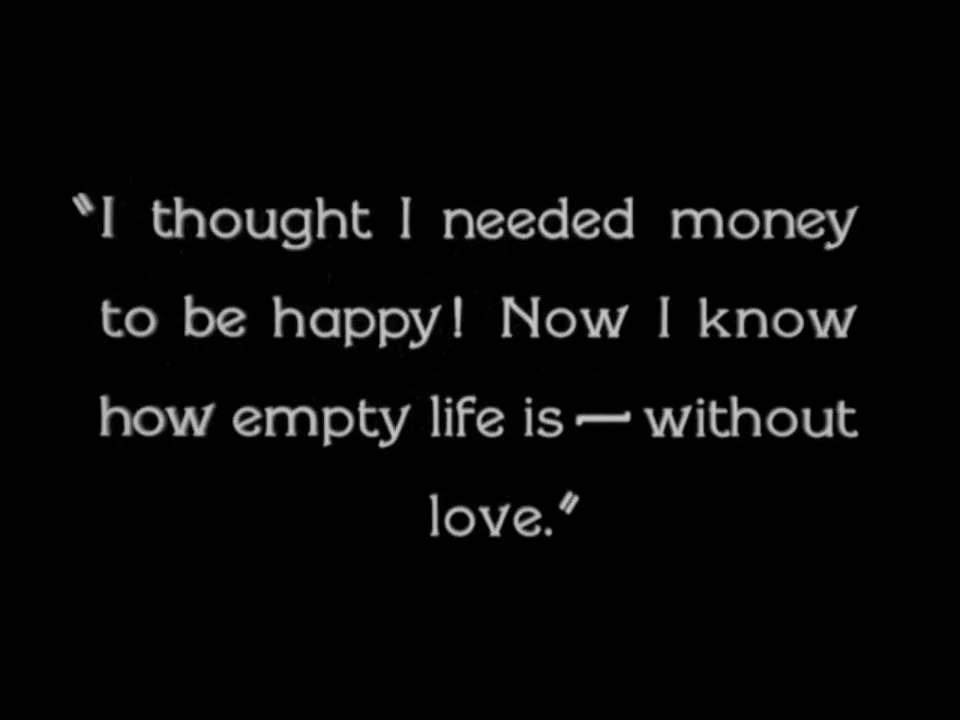 "I thought I needed money
to be happy! Now I know
how empty life is — without
love."